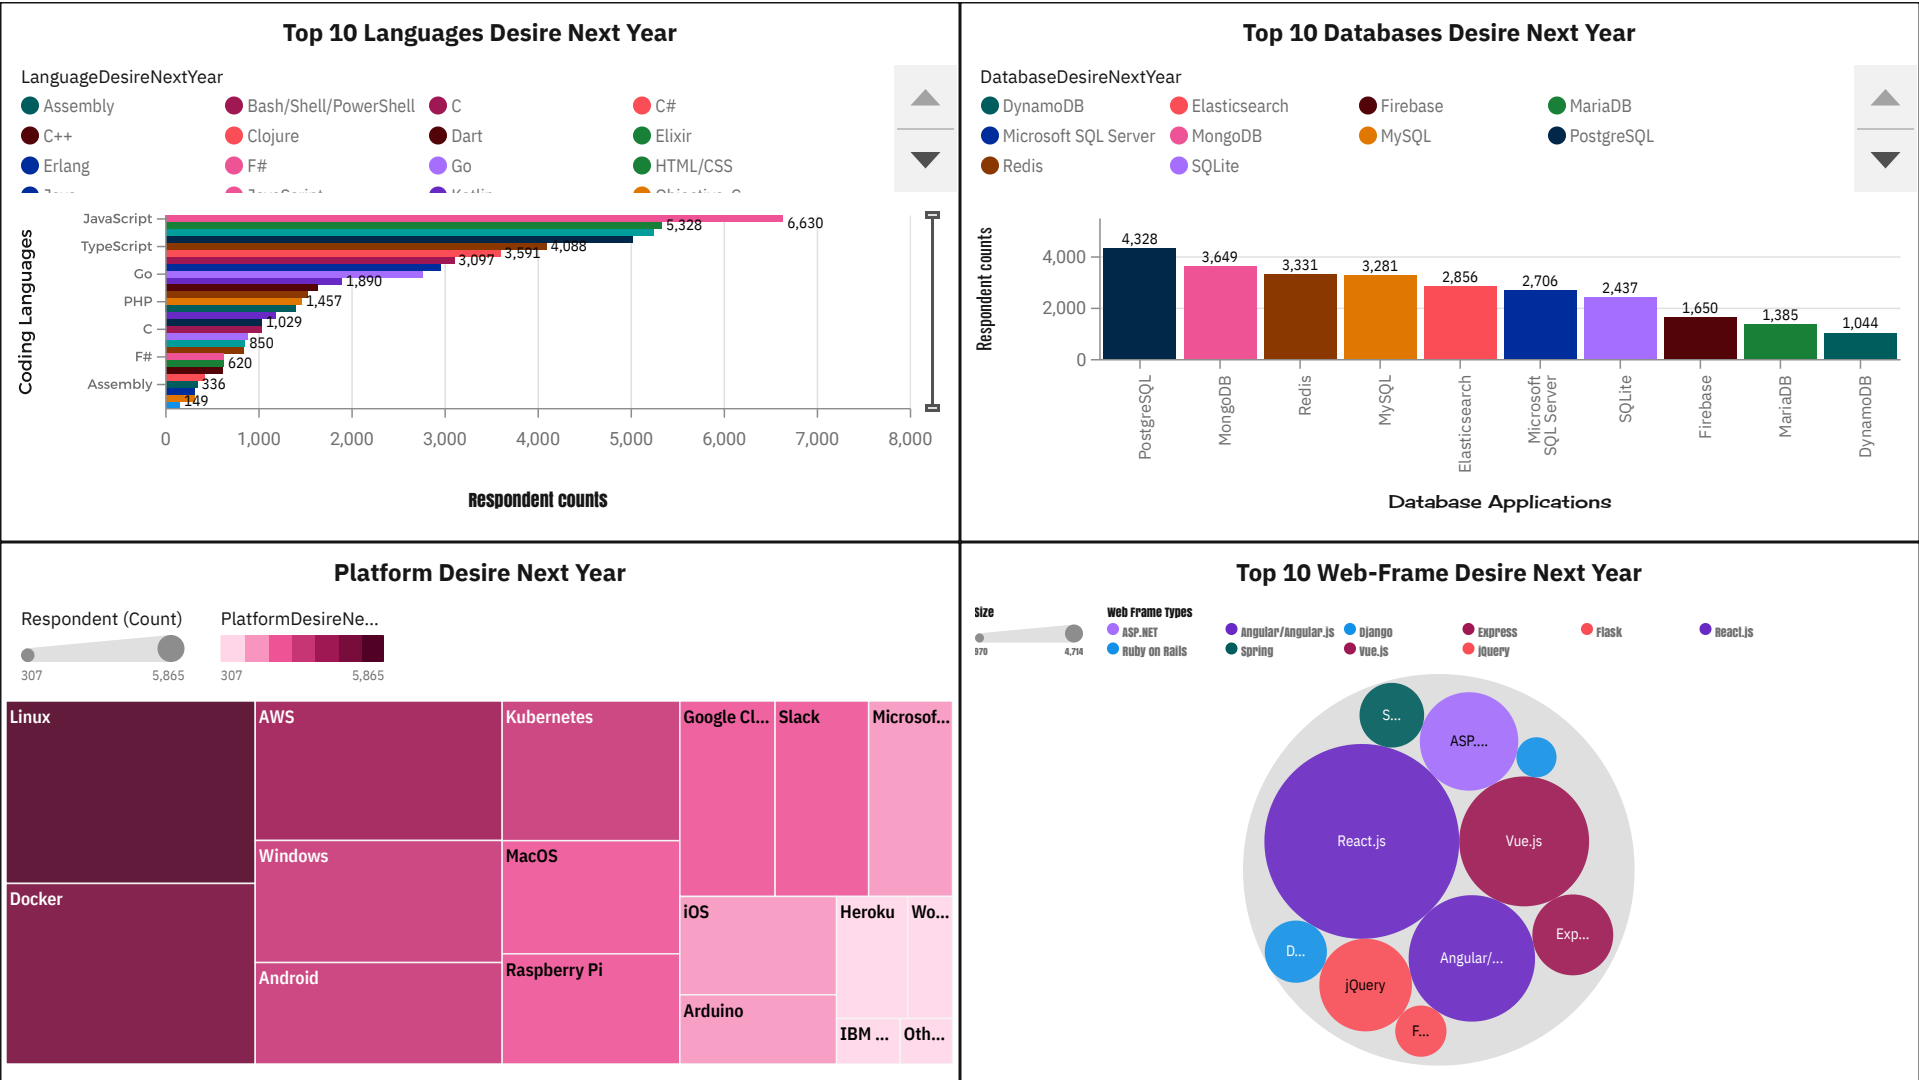 Top 10 Languages Desire Next Year
LanguageDesireNextYear
Assembly Bash/Shell/PowerShell C C#
C++ Clojure Dart Elixir
Erlang F# Go HTML/CSS
Java JavaScript Kotlin Objective-C
Coding Languages
JavaScript
TypeScript
Go
PHP
C
F#
Assembly
6,630
5,328
4,088
3,591
3,097
1,890
1,457
1,029
850
620
336
149
0 1,000 2,000 3,000 4,000 5,000 6,000 7,000 8,000
Respondent counts
Top 10 Databases Desire Next Year
DatabaseDesireNextYear
DynamoDB Elasticsearch Firebase MariaDB
Microsoft SQL Server MongoDB MySQL PostgreSQL
Redis SQLite
Respondent counts
4,000
2,000
0
4,328 3,649 3,331 3,281 2,856 2,706 2,437 1,650 1,385 1,044
PostgreSQL
MongoDB
Redis
MySQL
Elasticsearch
Microsoft
SQL Server
SQLite
Firebase
MariaDB
DynamoDB
Database Applications
Platform Desire Next Year
Respondent (Count) PlatformDesireNe...
307 5,865 307 5,865
Linux
Docker
AWS
Windows
Android
Kubernetes
MacOS
Raspberry Pi
Google Cl...
Slack
Microsof...
iOS
Arduino
Heroku
Wo...
IBM ...
Oth...
Top 10 Web-Frame Desire Next Year
Size
970 4,714
Web Frame Types
ASP.NET Angular/Angular.js Django Express Flask React.js
Ruby on Rails Spring Vue.js jQuery
S...
ASP....
React.js
Vue.js
Exp...
Angular/...
D...
jQuery
F...